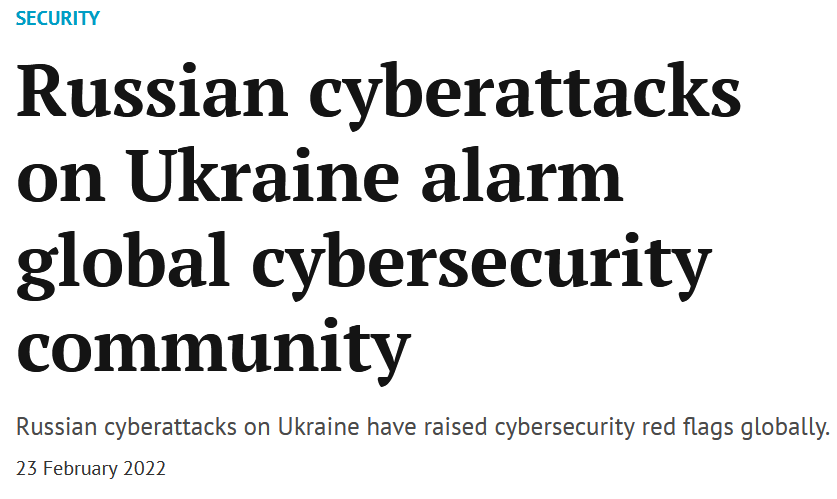 SECURITY
Russian cyberattacks
on Ukraine alarm
global cybersecurity
community
Russian cyberattacks on Ukraine have raised cybersecurity red flags globally.
23 February 2022